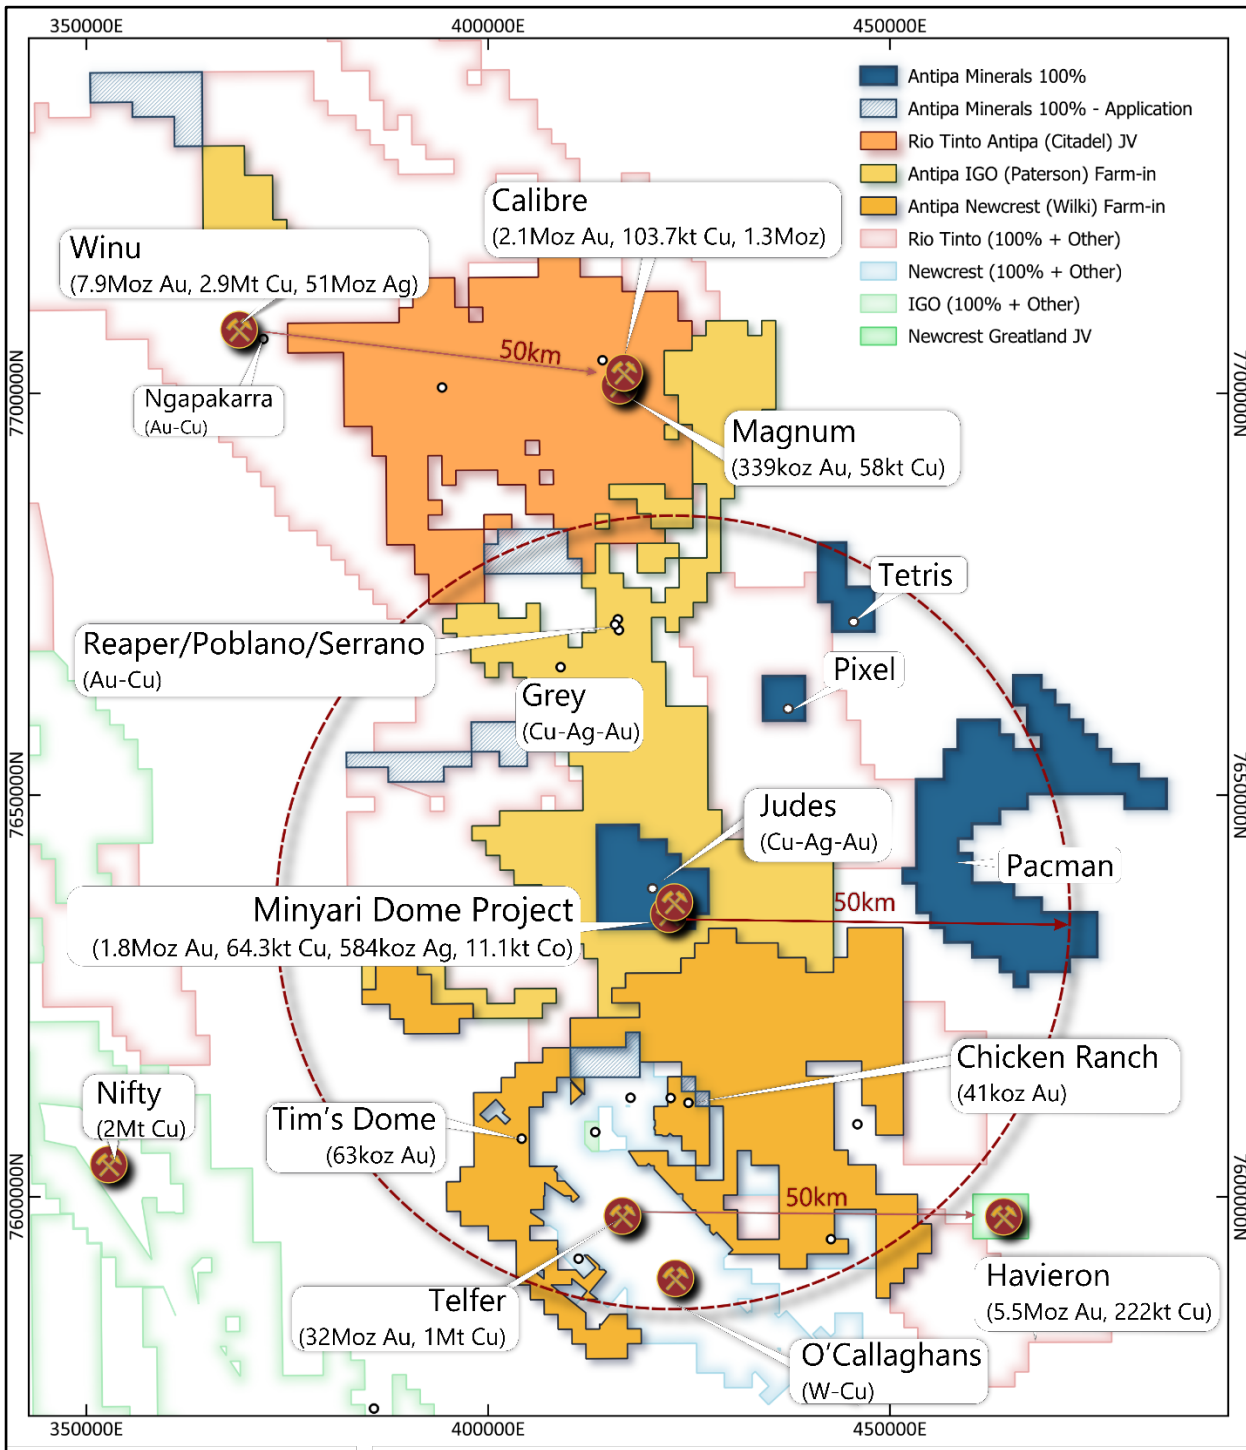 350000E
400000E
450000E
Antipa Minerals 100%
Antipa Minerals 100% - Application
Rio Tinto Antipa (Citadel) JV
Antipa IGO (Paterson) Farm-in
Antipa Newcrest (Wilki) Farm-in
Rio Tinto (100% + Other)
Newcrest (100% + Other)
IGO (100% + Other)
Newcrest Greatland JV
Calibre
(2.1Moz Au, 103.7kt Cu, 1.3Moz)
Winu
(7.9Moz Au, 2.9Mt Cu, 51Moz Ag)
50km
7700000N
7700000N
Ngapakarra
(Au-Cu)
Magnum
(339koz Au, 58kt Cu)
Tetris
Reaper/Poblano/Serrano
(Au-Cu)
Pixel
Grey
(Cu-Ag-Au)
7650000N
7650000N
Judes
(Cu-Ag-Au)
Pacman
Minyari Dome Project
(1.8Moz Au, 64.3kt Cu, 584koz Ag, 11.1kt Co)
50km
Chicken Ranch
(41koz Au)
Nifty
(2Mt Cu)
Tim's Dome
(63koz Au)
7600000N
7600000N
50km
Havieron
(5.5Moz Au, 222kt Cu)
Telfer
(32Moz Au, 1Mt Cu)
O'Callaghans
(W-Cu)
350000E
400000E
450000E